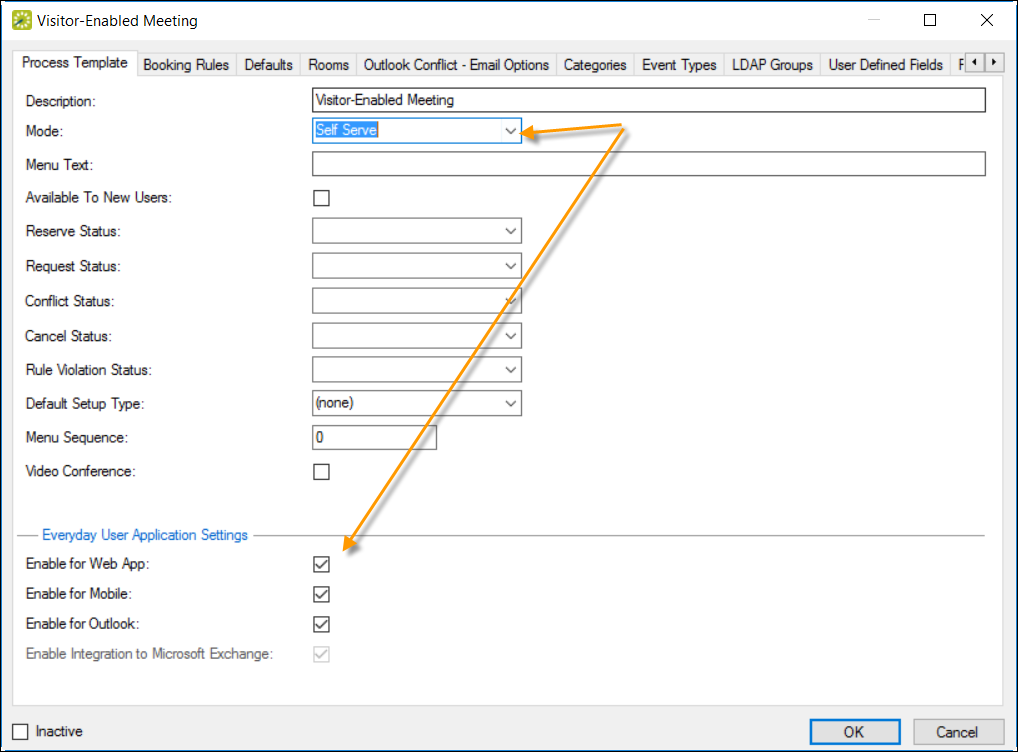 Visitor-Enabled Meeting
Process Template Booking Rules Defaults Rooms Outlook Conflict - Email Options Categories Event Types LDAP Groups User Defined Fields
Description: Visitor-Enabled Meeting
Mode: Self Serve
Menu Text:
Available To New Users:
Reserve Status:
Request Status:
Conflict Status:
Cancel Status:
Rule Violation Status:
Default Setup Type: (none)
Menu Sequence: 0
Video Conference:
Everyday User Application Settings
Enable for Web App:
Enable for Mobile:
Enable for Outlook:
Enable Integration to Microsoft Exchange:
Inactive OK Cancel